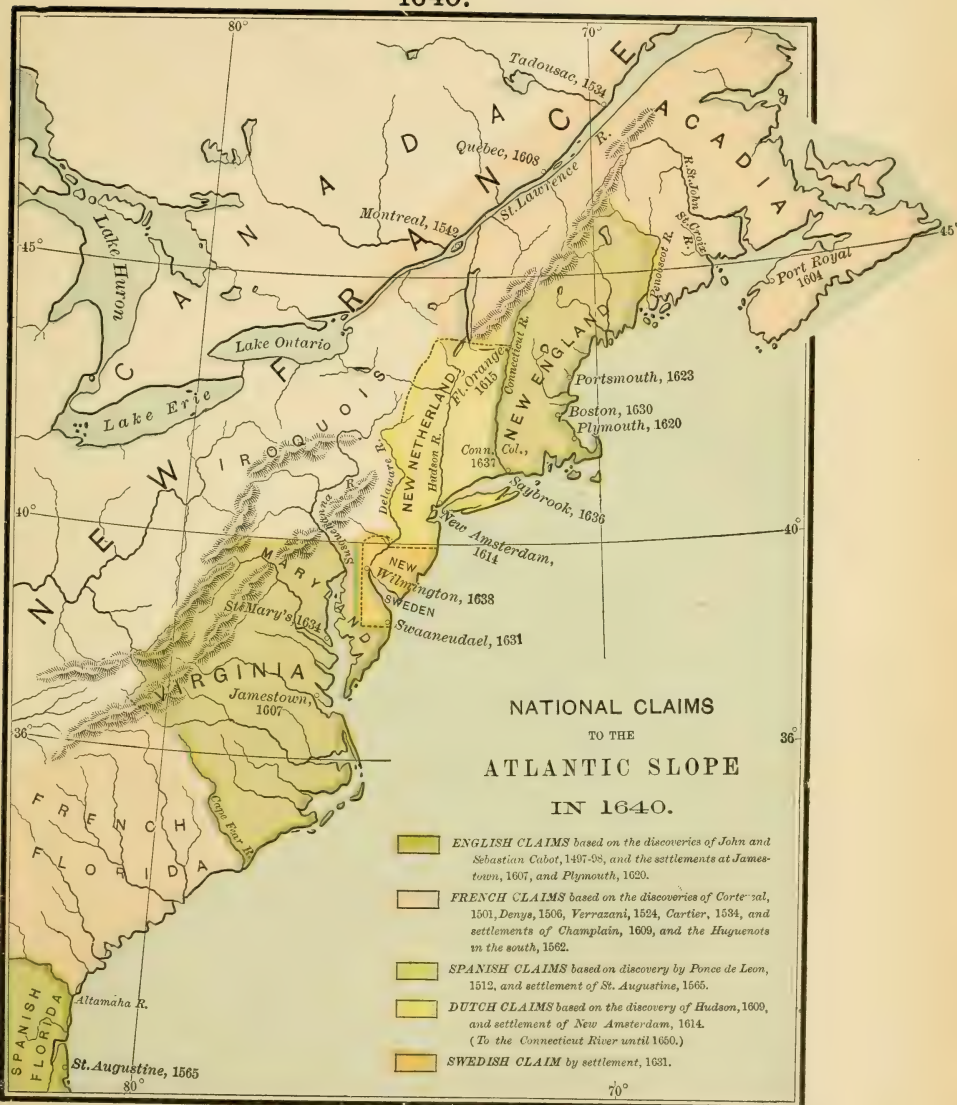 1640.
80°
70°
Tadousac, 1534
CANADA
NEW FRANCE
ACADIA
Quebec, 1608
St. Lawrence R.
R. St. John
St. Croix R.
Montreal, 1542
45°
45°
Lake Huron
Penobscot R.
Port Royal
1604
Lake Ontario
Lake Erie
IROQUOIS
NEW NETHERLAND
Ft. Orange,
1615
Connecticut R.
NEW ENGLAND
Portsmouth, 1623
Boston, 1630
Plymouth, 1620
Delaware R.
Hudson R.
Conn. Col.,
1637
Saybrook, 1636
Susquehanna R.
40°
40°
New Amsterdam,
1614
MARYLAND
NEW
Wilmington, 1638
SWEDEN
St. Mary's 1634
Swaaneudael, 1631
VIRGINIA
Jamestown,
1607
36°
36°
Cape Fear R.
FRENCH
FLORIDA
Altamaha R.
SPANISH
FLORIDA
St. Augustine, 1565
80°
70°
NATIONAL CLAIMS
TO THE
ATLANTIC SLOPE
IN 1640.
ENGLISH CLAIMS based on the discoveries of John and
Sebastian Cabot, 1497-98, and the settlements at James-
town, 1607, and Plymouth, 1620.
FRENCH CLAIMS based on the discoveries of
1501, Denys, 1506, Verrazani, 1524, Cartier, 1534, and
settlements of Champlain, 1609, and the Huguenots
in the south, 1562.
SPANISH CLAIMS based on discovery by Ponce de Leon,
1512, and settlement of St. Augustine, 1565.
DUTCH CLAIMS based on the discovery of Hudson, 1609,
and settlement of New Amsterdam, 1614.
(To the Connecticut River until 1650.)
SWEDISH CLAIM by settlement, 1631.